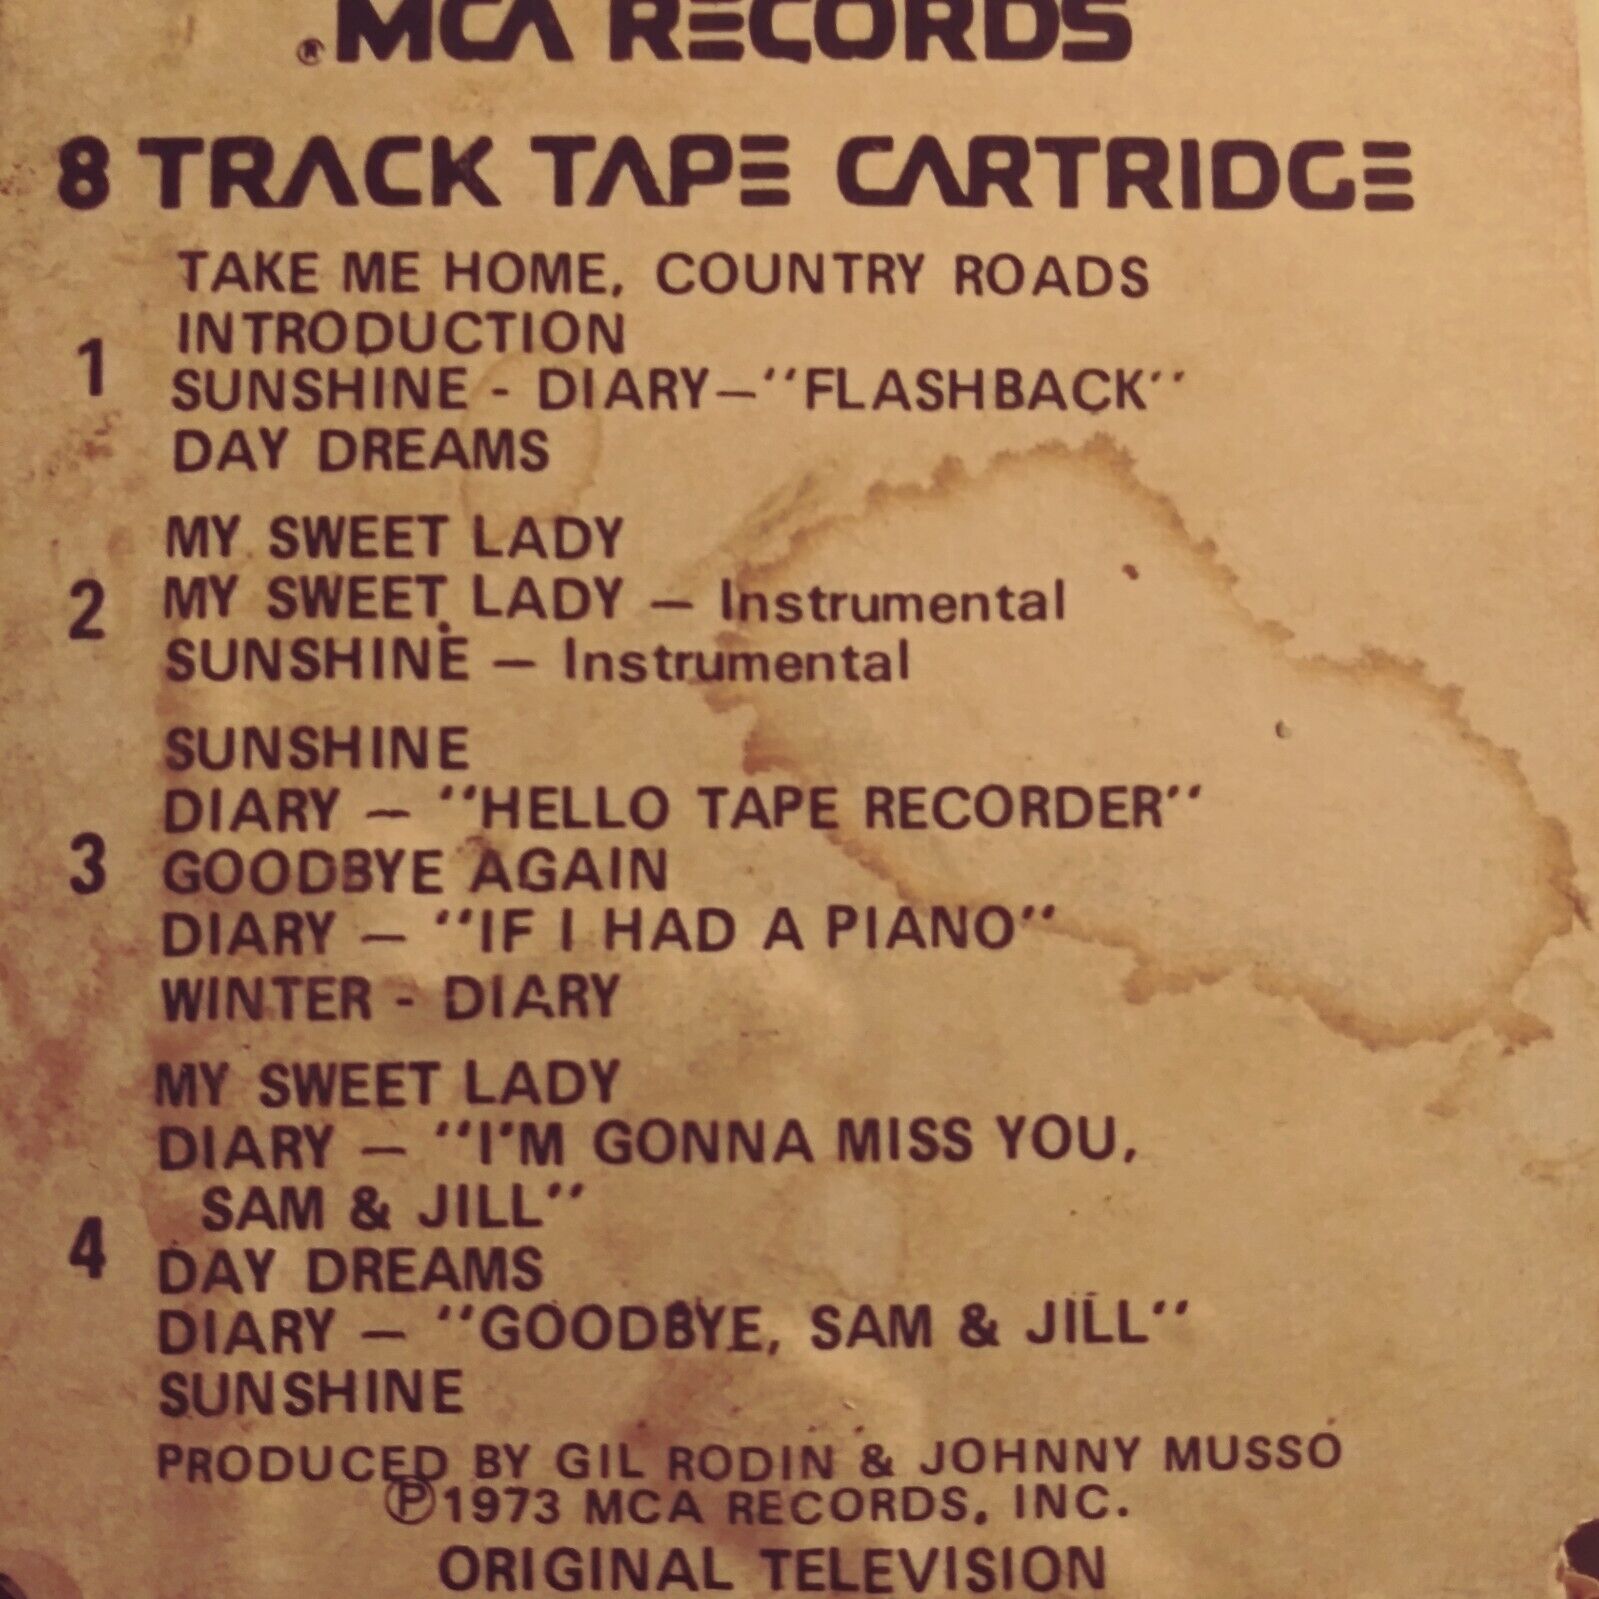 ® MCA RECORDS
8 TRACK TAPE CARTRIDGE
TAKE ME HOME, COUNTRY ROADS
INTRODUCTION
1
SUNSHINE - DIARY—"FLASHBACK"
DAY DREAMS
MY SWEET LADY
2 MY SWEET LADY — Instrumental
SUNSHINE — Instrumental
SUNSHINE
DIARY — "HELLO TAPE RECORDER"
3 GOODBYE AGAIN
DIARY — "IF I HAD A PIANO"
WINTER - DIARY
MY SWEET LADY
DIARY — "I'M GONNA MISS YOU,
SAM & JILL"
4 DAY DREAMS
DIARY — "GOODBYE, SAM & JILL"
SUNSHINE
PRODUCED BY GIL RODIN & JOHNNY MUSSO
Ⓟ1973 MCA RECORDS, INC.
ORIGINAL TELEVISION